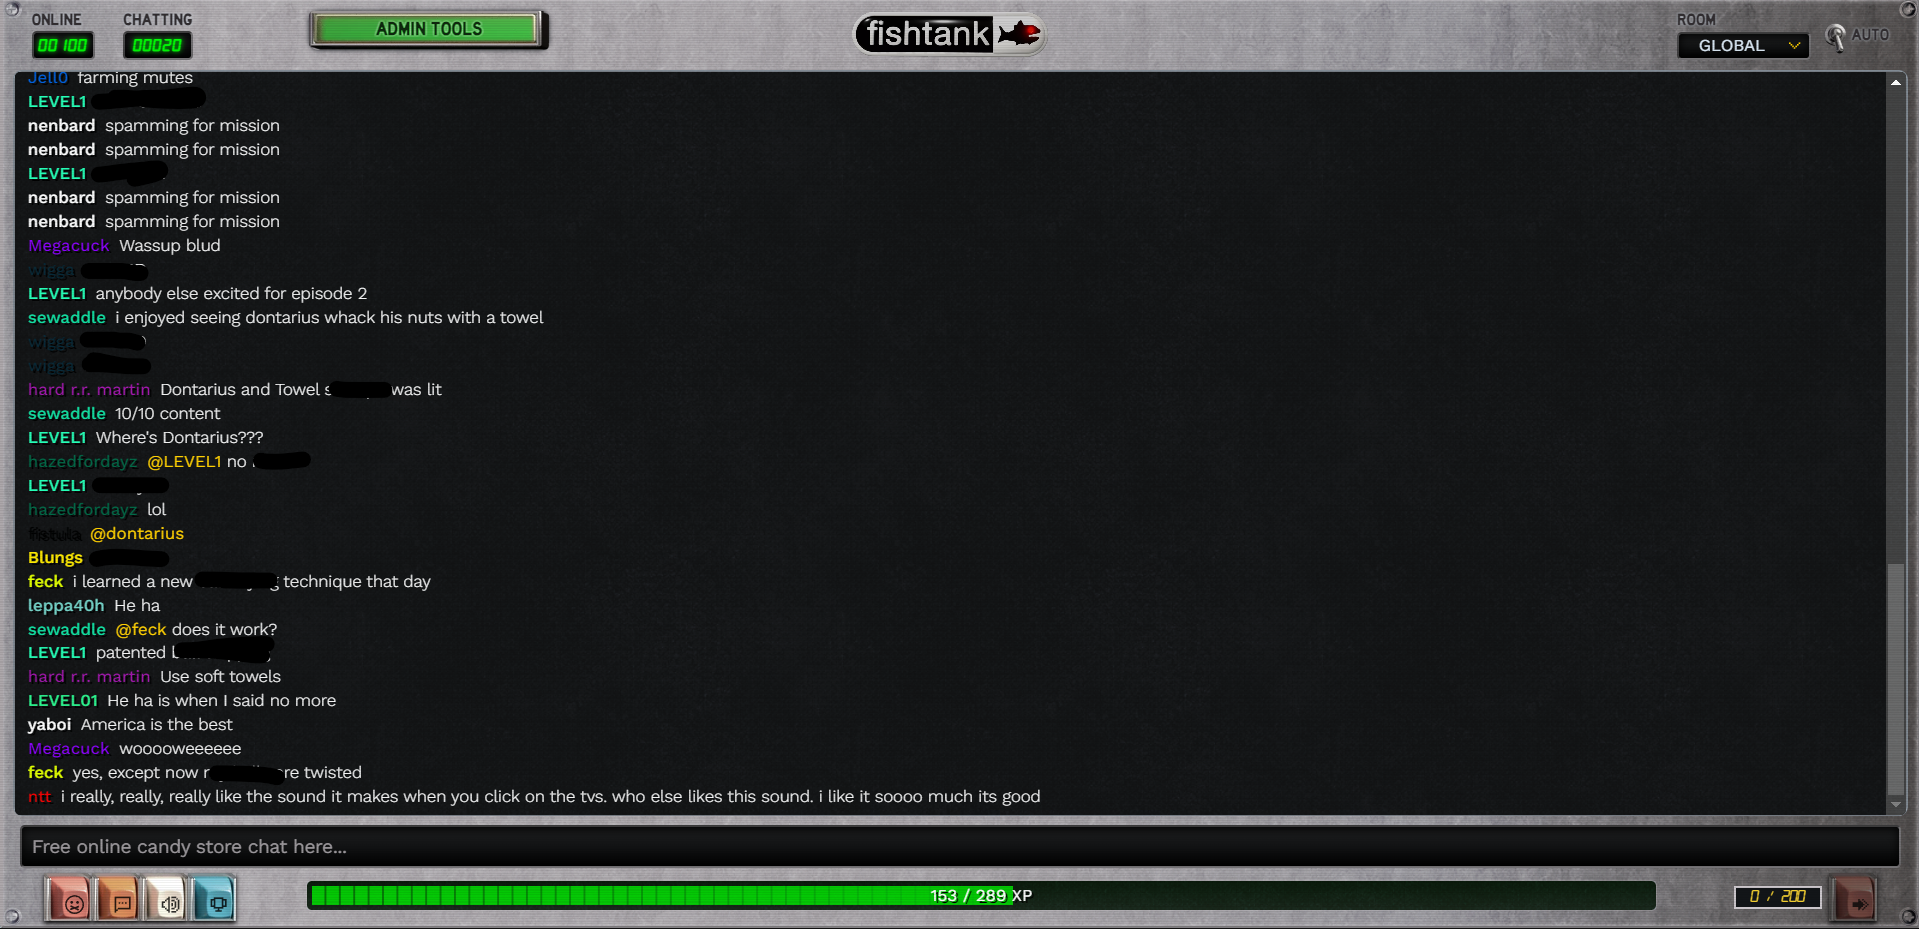 ONLINE CHATTING ADMIN TOOLS fishtank ROOM
00100 00020 GLOBAL AUTO
Jell0 farming mutes
LEVEL1
nenbard spamming for mission
nenbard spamming for mission
LEVEL1
nenbard spamming for mission
nenbard spamming for mission
Megacuck Wassup blud
wigga
LEVEL1 anybody else excited for episode 2
sewaddle i enjoyed seeing dontarius whack his nuts with a towel
wigga
wigga
hard r.r. martin Dontarius and Towel was lit
sewaddle 10/10 content
LEVEL1 Where's Dontarius???
hazedfordayz @LEVEL1 no
LEVEL1
hazedfordayz lol
fistula @dontarius
Blungs
feck i learned a new technique that day
leppa40h He ha
sewaddle @feck does it work?
LEVEL1 patented
hard r.r. martin Use soft towels
LEVEL01 He ha is when I said no more
yaboi America is the best
Megacuck wooooweeeeee
feck yes, except now twisted
ntt i really, really, really like the sound it makes when you click on the tvs. who else likes this sound. i like it soooo much its good
Free online candy store chat here...
153 / 289 XP
0 / 200